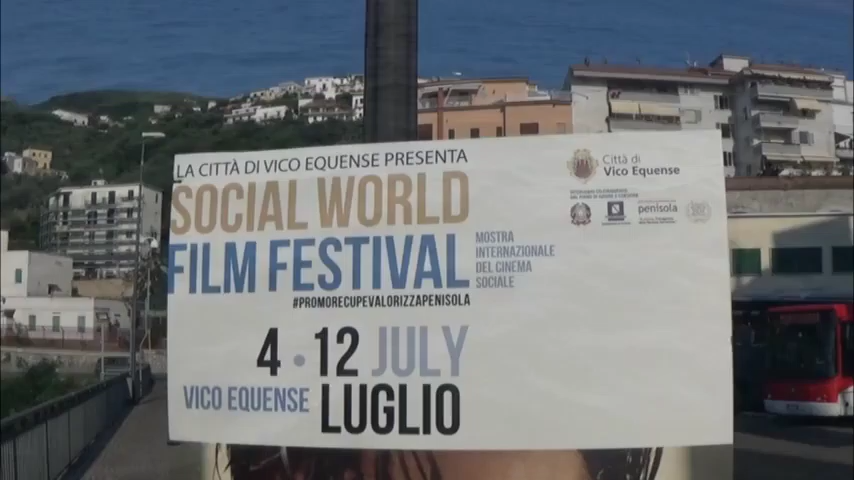 LA CITTÀ DI VICO EQUENSE PRESENTA
SOCIAL WORLD
FILM FESTIVAL
MOSTRA
INTERNAZIONALE
DEL CINEMA
SOCIALE
#PROMORECUPEVALORIZZAPENISOLA
4 • 12 JULY
VICO EQUENSE LUGLIO
Città di
Vico Equense
penisola